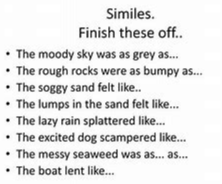 Similes.
Finish these off..
• The moody sky was as grey as...
• The rough rocks were as bumpy as...
• The soggy sand felt like..
• The lumps in the sand felt like...
• The lazy rain splattered like...
• The excited dog scampered like...
• The messy seaweed was as... as...
• The boat lent like...